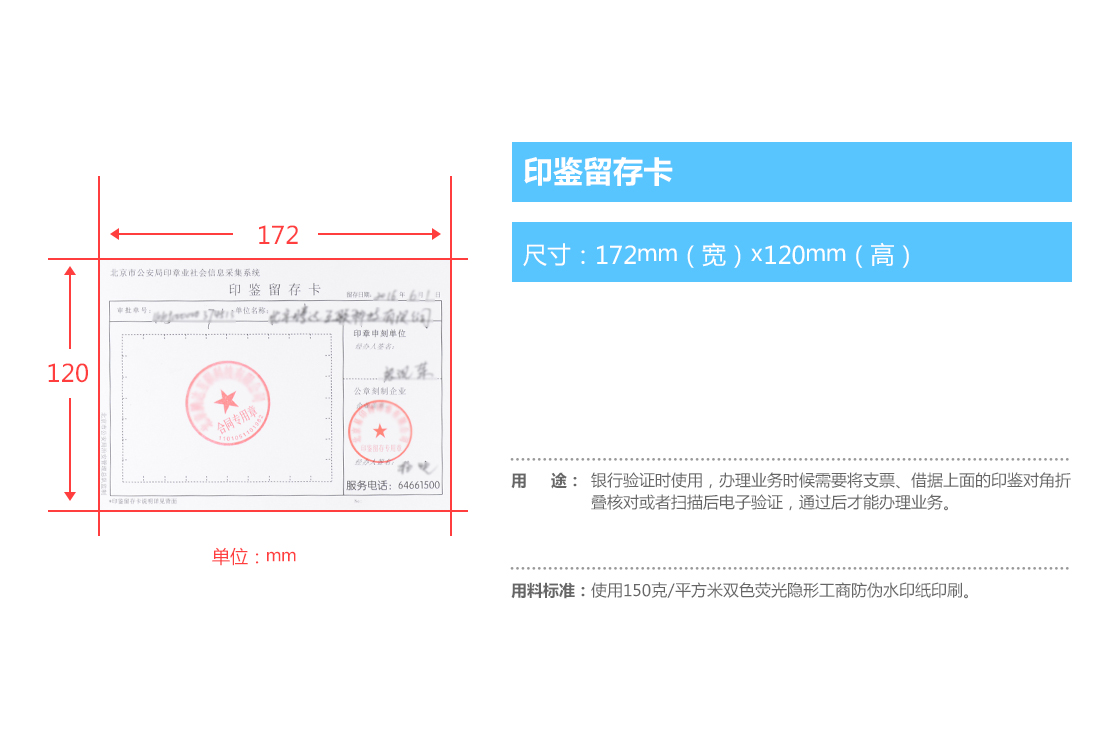 印鉴留存卡
尺寸：172mm（宽）x120mm（高）
172
120
北京市公安局印章业社会信息采集系统
印鉴留存卡
留存日期: 年 月 日
审批单号: 单位名称:
印章申刻单位
经办人签名:
合同专用章
公章刻制企业
经办人签名:
服务电话：64661500
单位：mm
用 途： 银行验证时使用，办理业务时候需要将支票、借据上面的印鉴对角折
叠核对或者扫描后电子验证，通过后才能办理业务。
用料标准：使用150克/平方米双色荧光隐形工商防伪水印纸印刷。